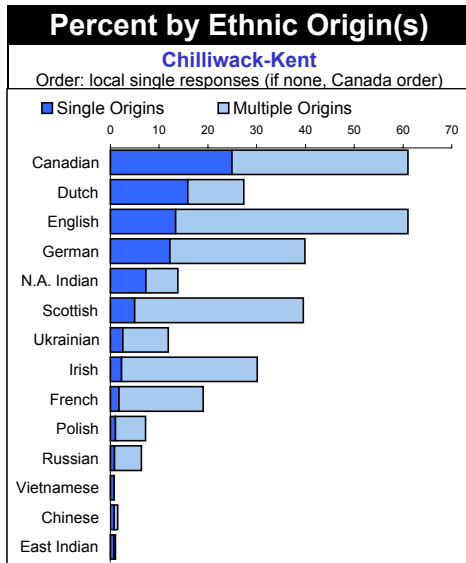 Percent by Ethnic Origin(s)
Chilliwack-Kent
Order: local single responses (if none, Canada order)
Single Origins Multiple Origins
0 10 20 30 40 50 60 70
Canadian
Dutch
English
German
N.A. Indian
Scottish
Ukrainian
Irish
French
Polish
Russian
Vietnamese
Chinese
East Indian